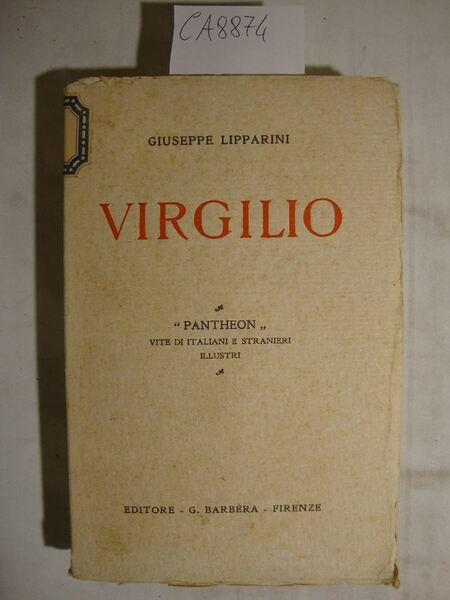 CA8874
GIUSEPPE LIPPARINI
VIRGILIO
“ PANTHEON „
VITE DI ITALIANI E STRANIERI
ILLUSTRI
EDITORE - G. BARBÈRA - FIRENZE